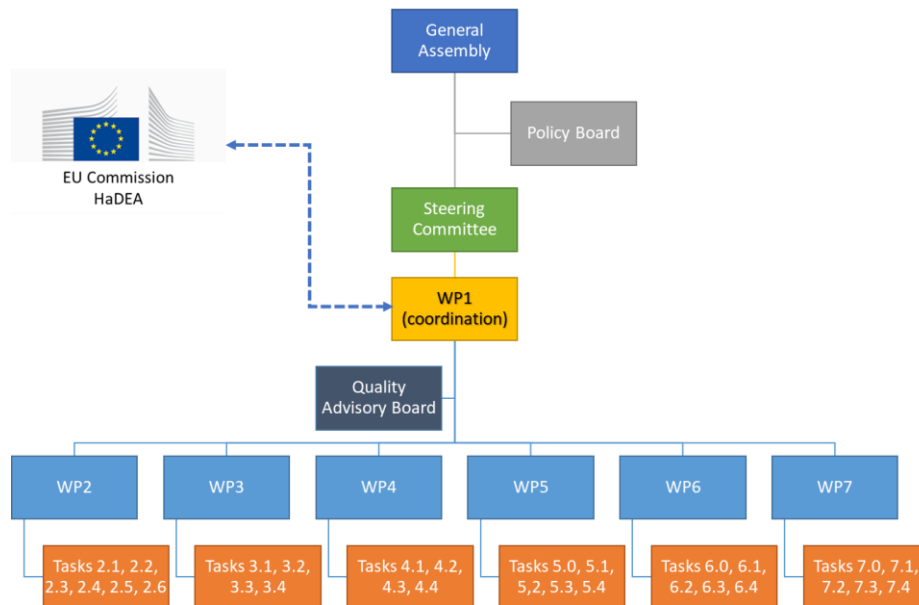 General
Assembly
Policy Board
EU Commission
HaDEA
Steering
Committee
WP1
(coordination)
Quality
Advisory Board
WP2
WP3
WP4
WP5
WP6
WP7
Tasks 2.1, 2.2,
2.3, 2.4, 2.5, 2.6
Tasks 3.1, 3.2,
3.3, 3.4
Tasks 4.1, 4.2,
4.3, 4.4
Tasks 5.0, 5.1,
5,2, 5.3, 5.4
Tasks 6.0, 6.1,
6.2, 6.3, 6.4
Tasks 7.0, 7.1,
7.2, 7.3, 7.4